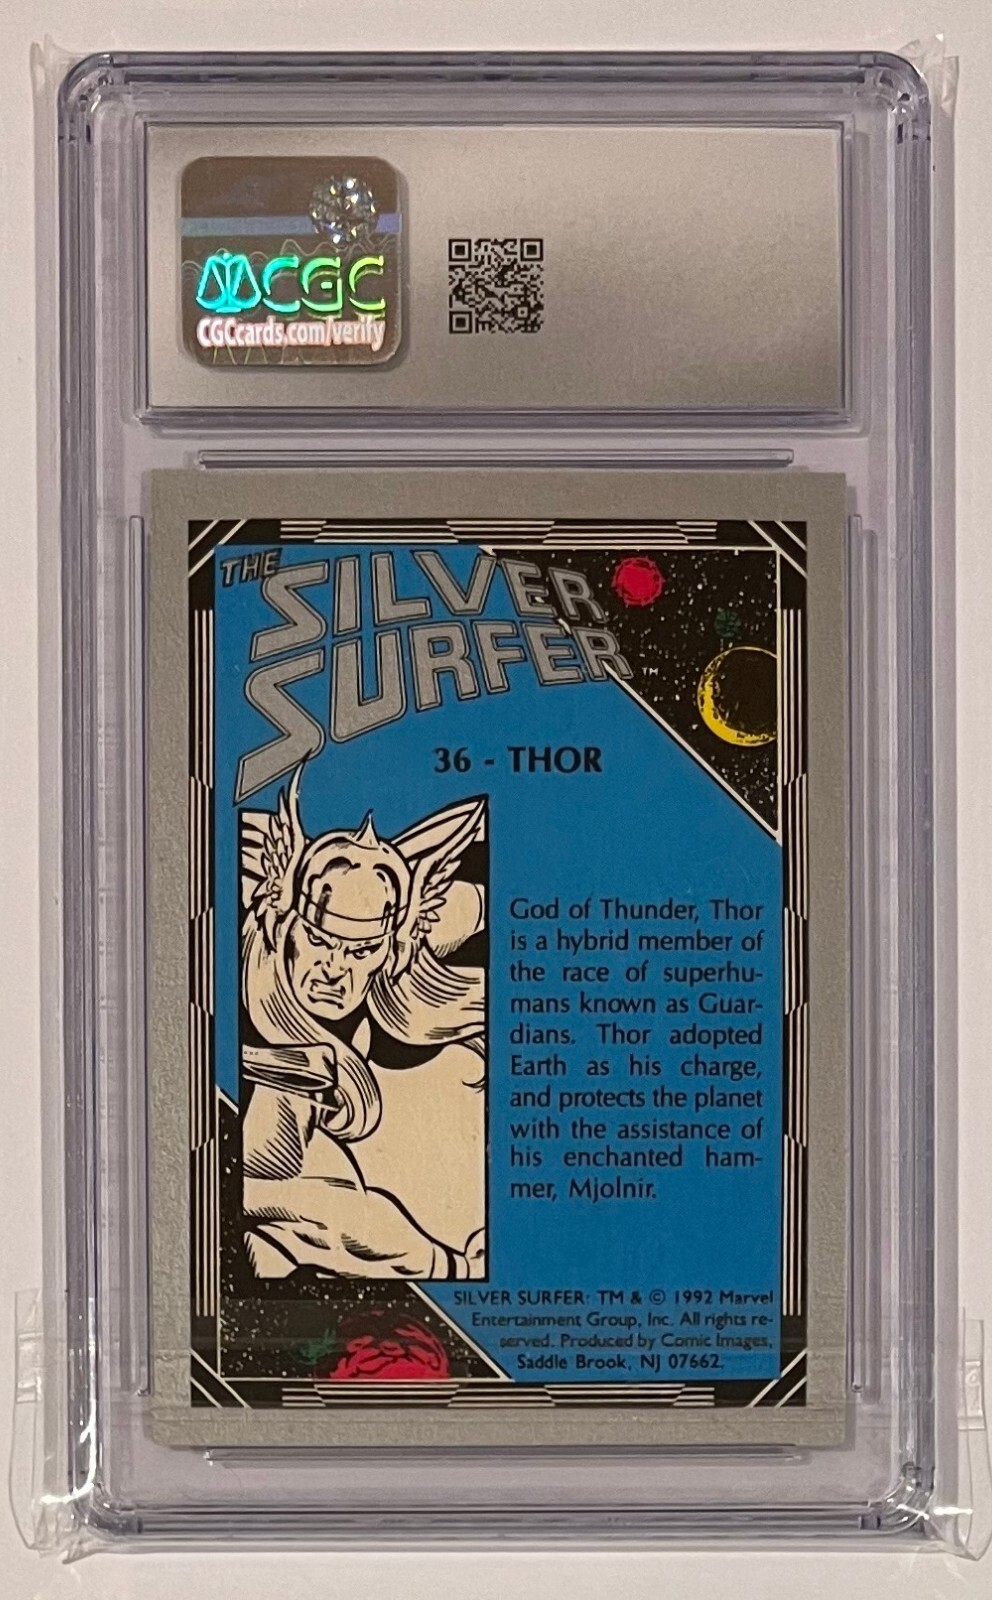 CGC
CGCcards.com/verify
THE
SILVER
SURFER™
36 - THOR
God of Thunder, Thor
is a hybrid member of
the race of superhu-
mans known as Guar-
dians. Thor adopted
Earth as his charge,
and protects the planet
with the assistance of
his enchanted ham-
mer, Mjolnir.
SILVER SURFER: TM & © 1992 Marvel
Entertainment Group, Inc. All rights re-
served. Produced by Comic Images,
Saddle Brook, NJ 07662.